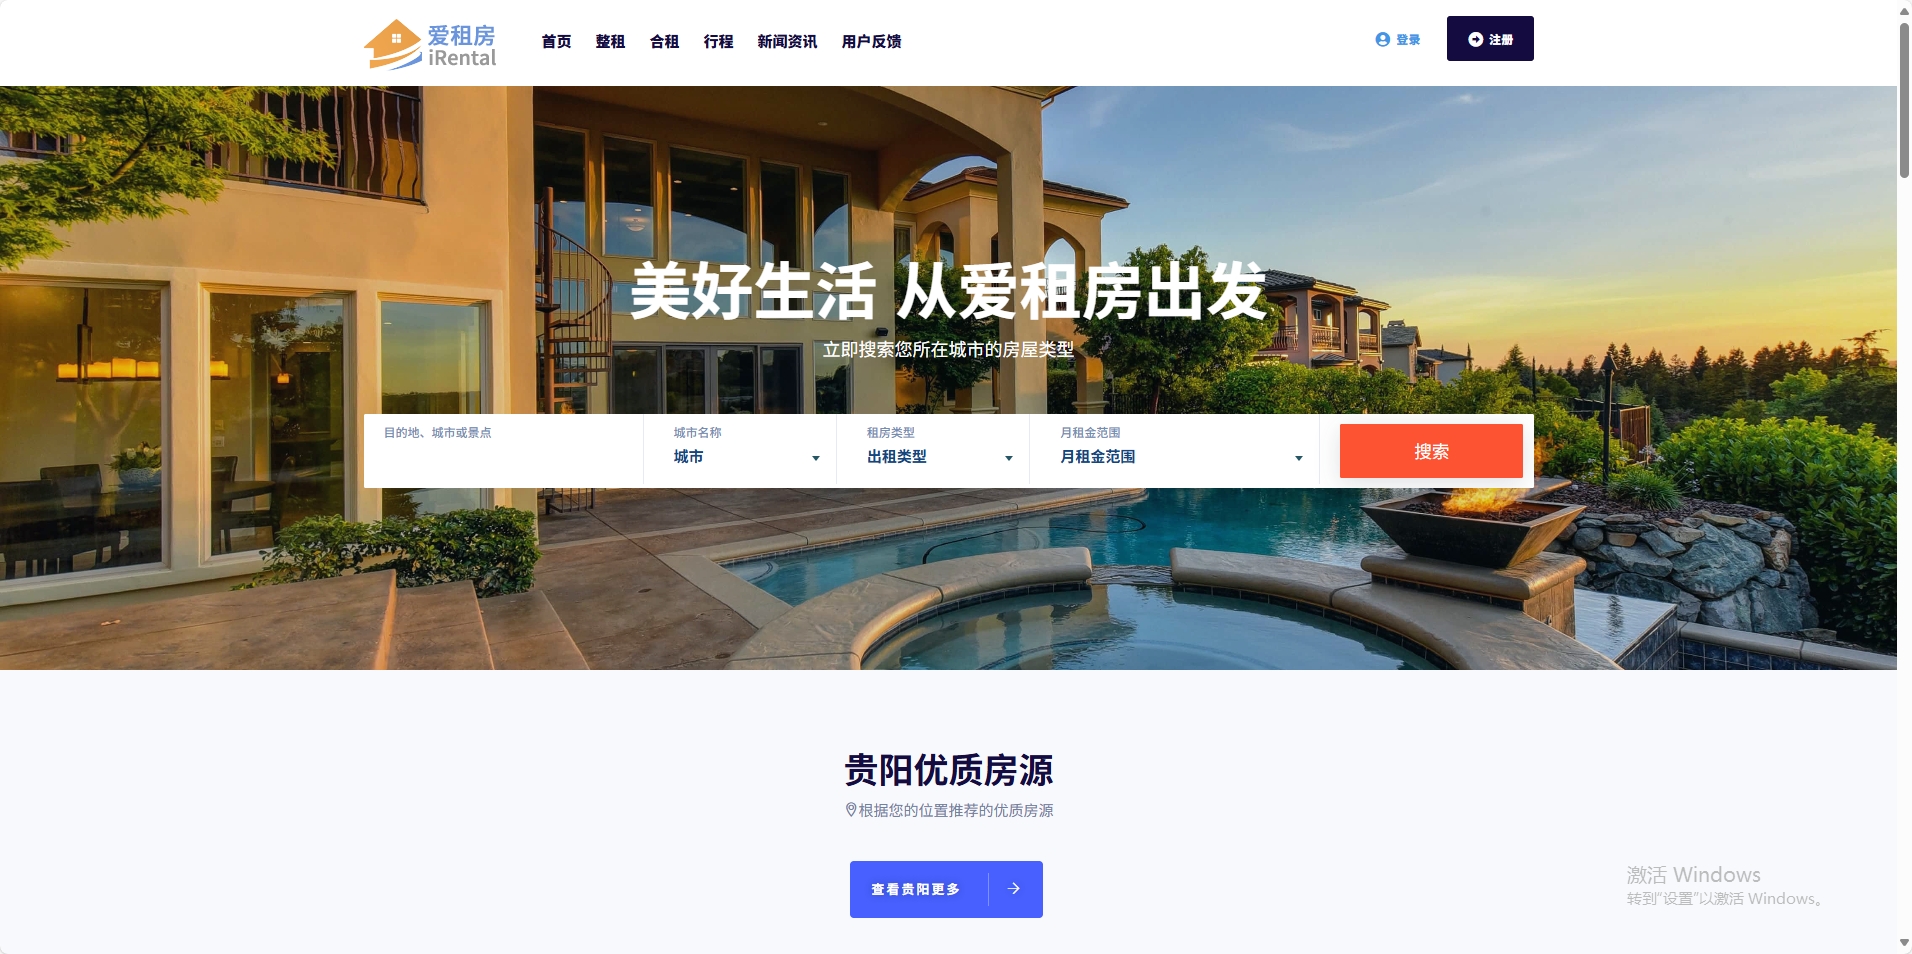 爱租房
iRental
首页 整租 合租 行程 新闻资讯 用户反馈
登录
注册
美好生活 从爱租房出发
立即搜索您所在城市的房屋类型
目的地、城市或景点
城市名称
城市
租房类型
出租类型
月租金范围
月租金范围
搜索
贵阳优质房源
根据您的位置推荐的优质房源
查看贵阳更多
激活 Windows
转到“设置”以激活 Windows。